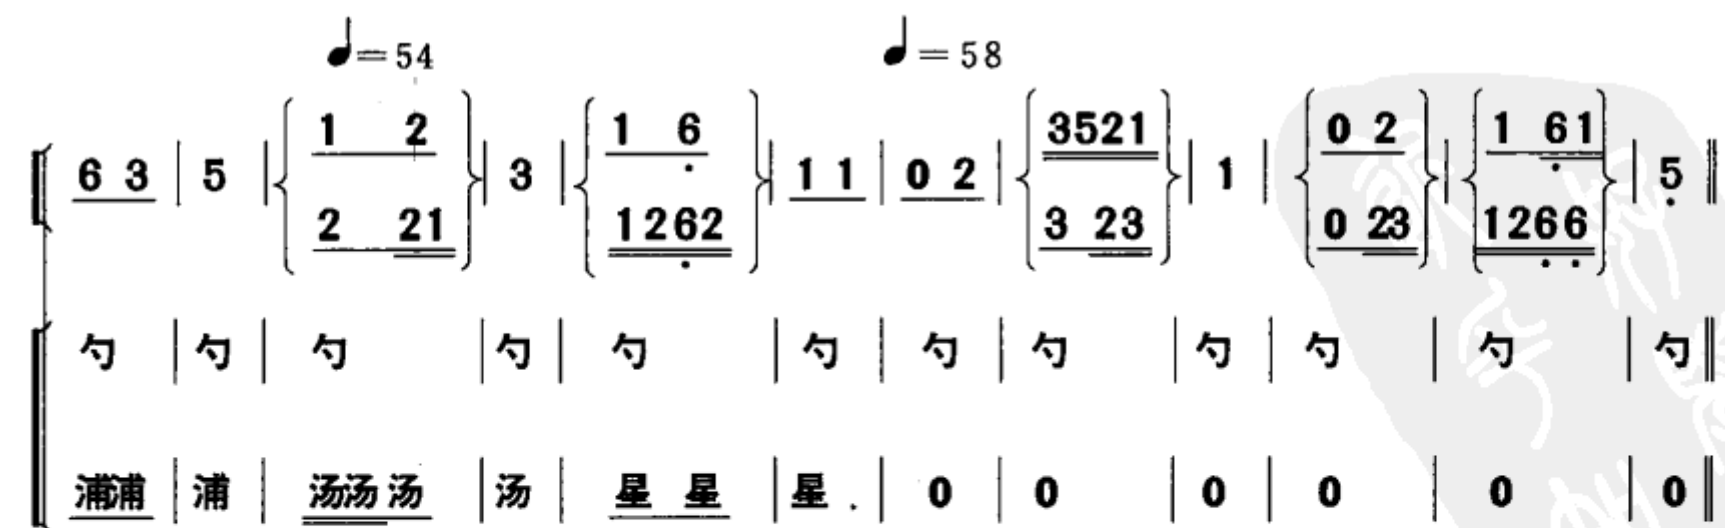 ♩=54 ♩=58
1 2 1 6 3521 0 2 1 61
6 3 | 5 | 3 | 1 1 | 0 2 | 1 | 5
2 21 1262 3 23 0 23 1266
勺 | 勺 | 勺 | 勺 | 勺 | 勺 | 勺 | 勺 | 勺 | 勺 | 勺 | 勺
浦浦 | 浦 | 汤汤 汤 | 汤 | 星 星 | 星. | 0 | 0 | 0 | 0 | 0 | 0